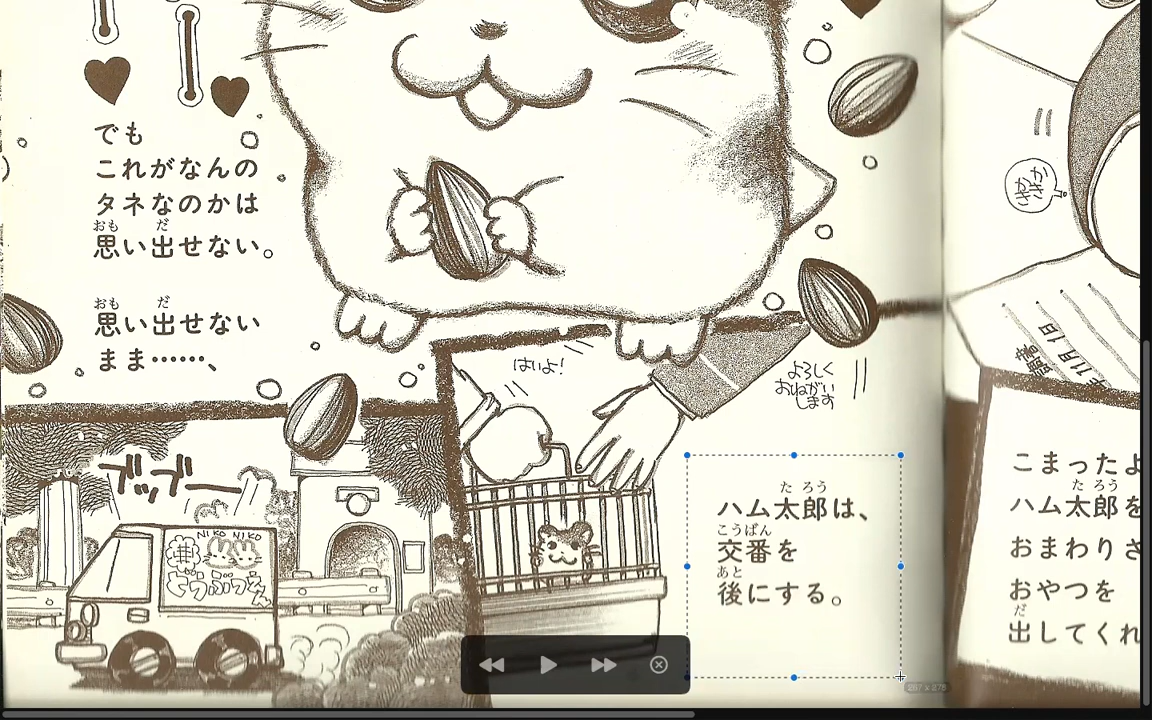 でも
これがなんの
タネなのかは
思い出せない。
思い出せない
まま……、
はいよ！
よろしく
おねがい
します
ブッブー
NIKO NIKO
どうぶつえん
ハム太郎は、
交番を
後にする。
こまったよ
ハム太郎を
おまわりさ
おやつを
出してくれ